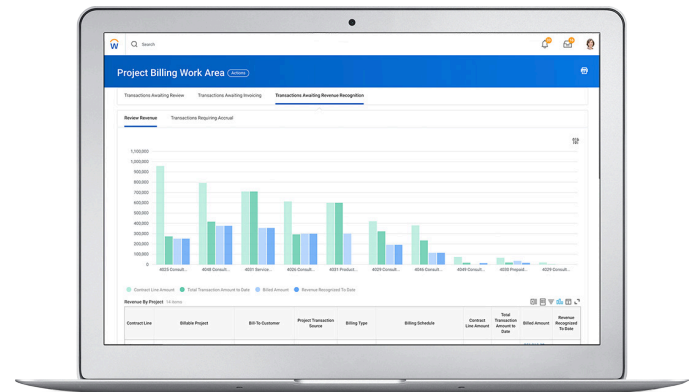 w
Search
Project Billing Work Area Actions
Transactions Awaiting Review Transactions Awaiting Invoicing Transactions Awaiting Revenue Recognition
Review Revenue Transactions Requiring Accrual
1,100,000
1,000,000
900,000
800,000
700,000
600,000
500,000
400,000
300,000
200,000
100,000
0
4025 Consult... 4048 Consult... 4031 Service... 4026 Consult... 4031 Product... 4029 Consult... 4046 Consult... 4049 Consult... 4030 Prepaid... 4029 Consult...
Contract Line Amount Total Transaction Amount to Date Billed Amount Revenue Recognized To Date
Revenue By Project 14 items
Contract Line Billable Project Bill-To Customer Project Transaction Source Billing Type Billing Schedule Contract Line Amount Total Transaction Amount to Date Billed Amount Revenue Recognized To Date